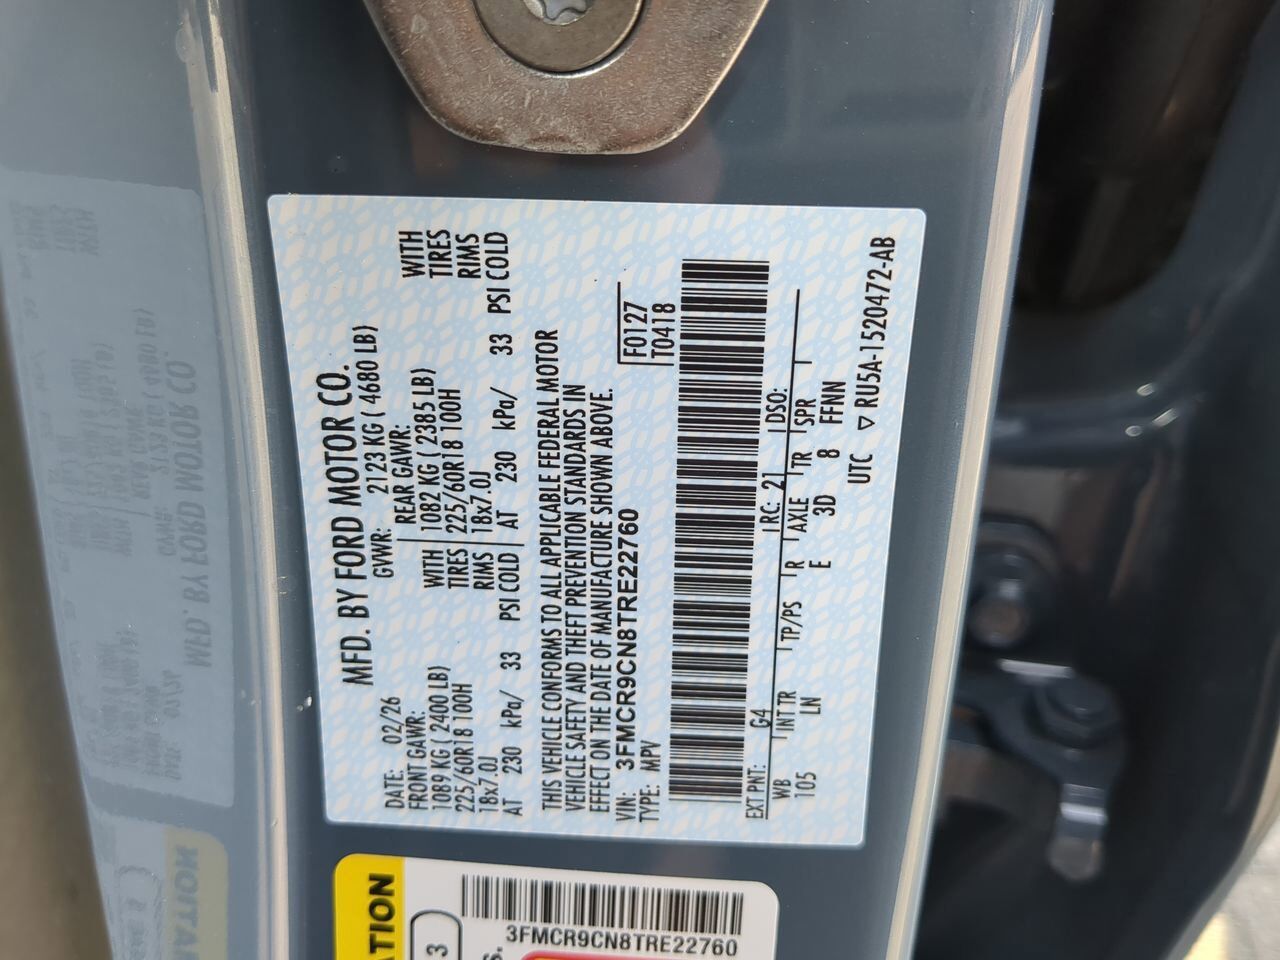 MFD. BY FORD MOTOR CO.
DATE: 02/26 GVWR: 2123 KG ( 4680 LB)
FRONT GAWR: REAR GAWR:
1089 KG ( 2400 LB) WITH 1082 KG ( 2385 LB) WITH
225/60R18 100H TIRES 225/60R18 100H TIRES
18x7.0J RIMS 18x7.0J RIMS
AT 230 kPa/ 33 PSI COLD AT 230 kPa/ 33 PSI COLD
THIS VEHICLE CONFORMS TO ALL APPLICABLE FEDERAL MOTOR
VEHICLE SAFETY AND THEFT PREVENTION STANDARDS IN
EFFECT ON THE DATE OF MANUFACTURE SHOWN ABOVE.
VIN: 3FMCR9CN8TRE22760 F0127
TYPE: MPV T0418
EXT PNT: G4 RC: 21 DSO:
WB INT TR TP/PS R AXLE TR SPR
105 LN E 3D 8 FFNN
UTC ▽ RU5A-1520472-AB
3
3FMCR9CN8TRE22760